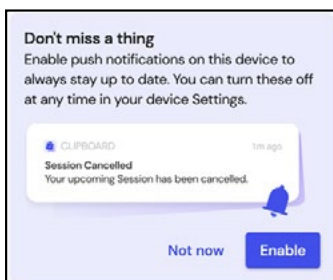 Don't miss a thing
Enable push notifications on this device to
always stay up to date. You can turn these off
at any time in your device Settings.
CLIPBOARD 1m ago
Session Cancelled
Your upcoming Session has been cancelled.
Not now Enable